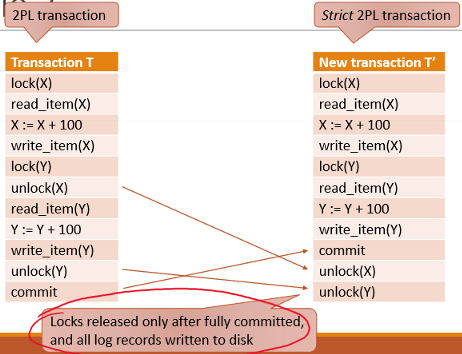 2PL transaction
Strict 2PL transaction
Transaction T
lock(X)
read_item(X)
X := X + 100
write_item(X)
lock(Y)
unlock(X)
read_item(Y)
Y := Y + 100
write_item(Y)
unlock(Y)
commit
New transaction T’
lock(X)
read_item(X)
X := X + 100
write_item(X)
lock(Y)
read_item(Y)
Y := Y + 100
write_item(Y)
commit
unlock(X)
unlock(Y)
Locks released only after fully committed,
and all log records written to disk